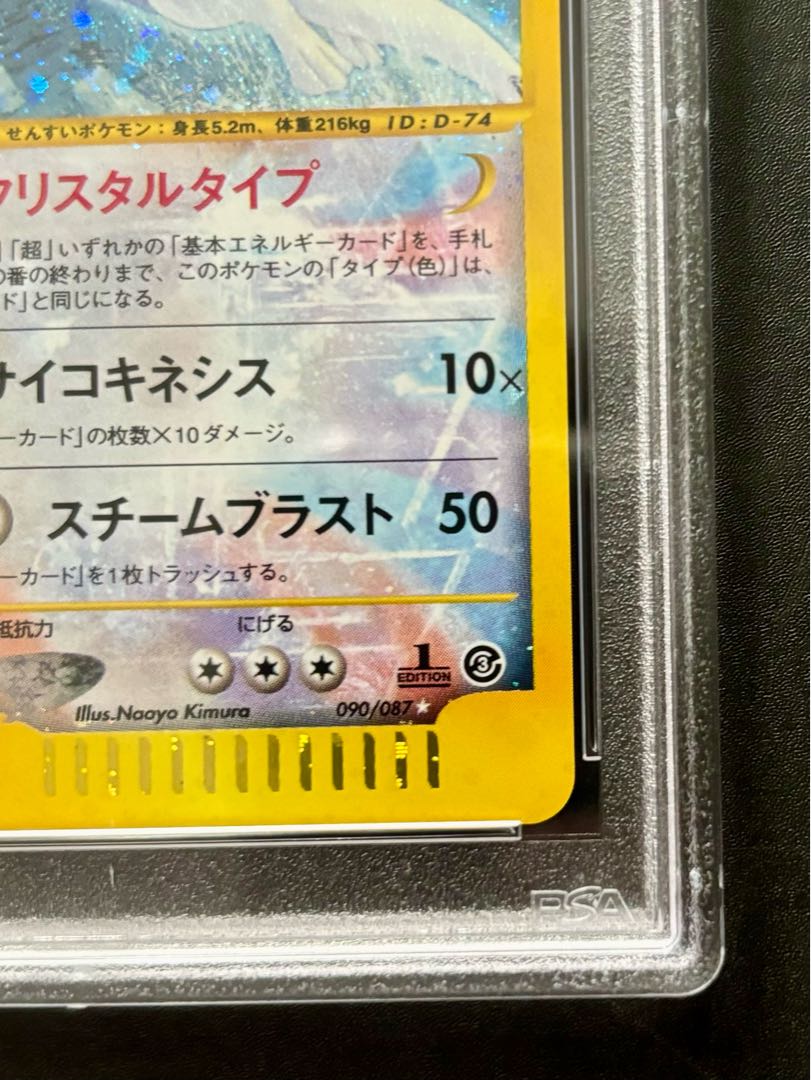 せんすいポケモン：身長5.2m、体重216kg ID：D-74
クリスタルタイプ
「超」いずれかの「基本エネルギーカード」を、手札
の番の終わりまで、このポケモンの「タイプ（色）」は、
ド」と同じになる。
サイコキネシス 10×
ーカード」の枚数×10ダメージ。
スチームブラスト 50
ーカード」を1枚トラッシュする。
抵抗力 にげる
1
EDITION
3
Illus.Naoyo Kimura 090/087
PSA